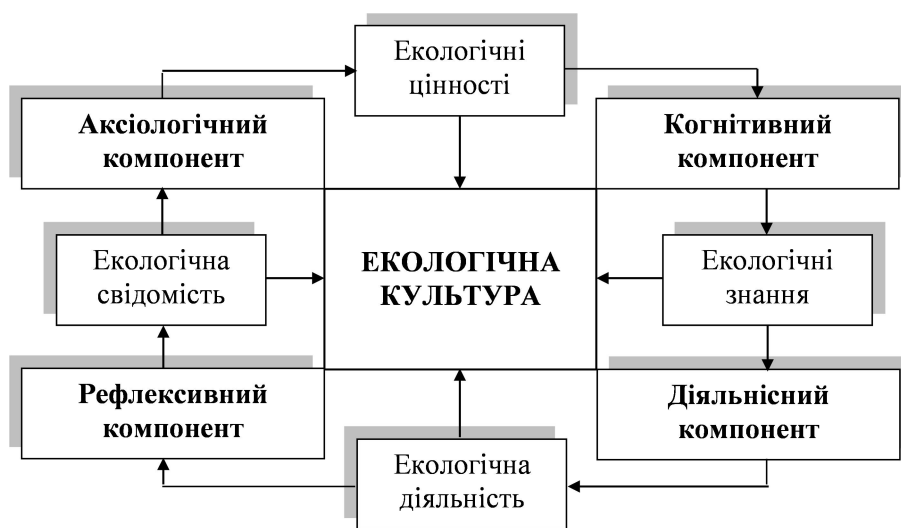 Екологічні
цінності
Аксіологічний
компонент
Когнітивний
компонент
Екологічна
свідомість
ЕКОЛОГІЧНА
КУЛЬТУРА
Екологічні
знання
Рефлексивний
компонент
Діяльнісний
компонент
Екологічна
діяльність